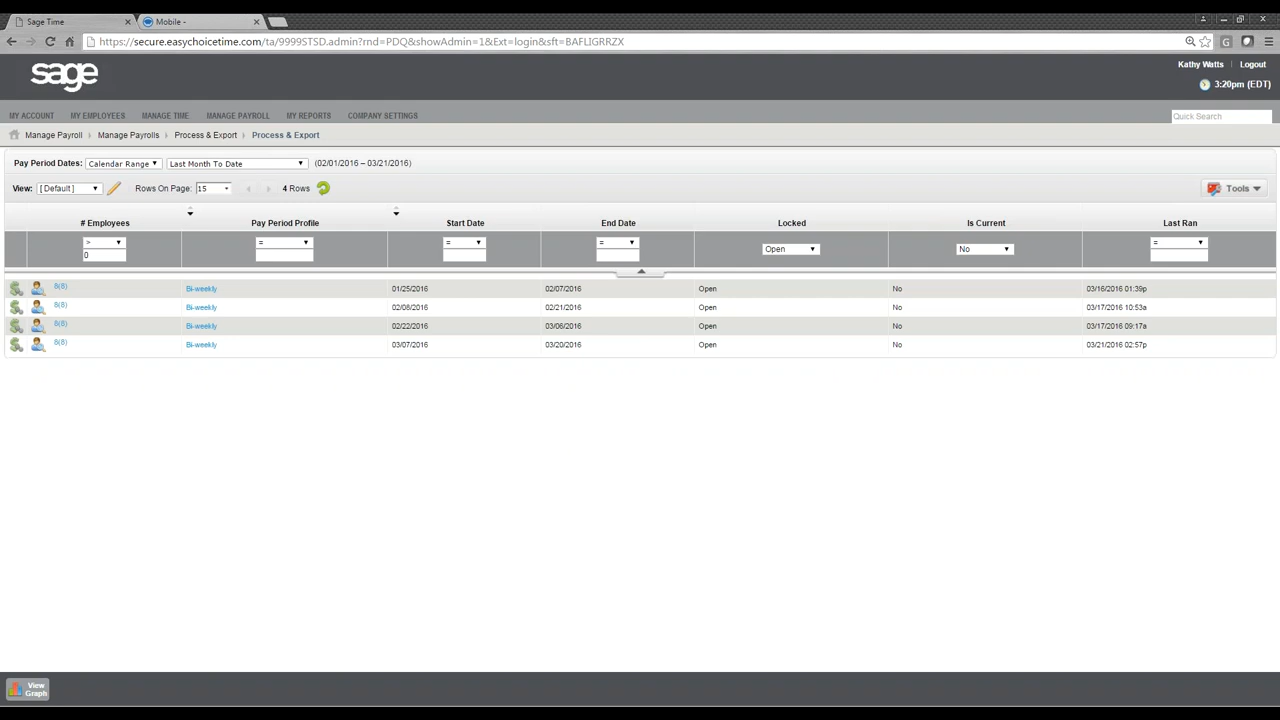 Sage Time
Mobile -
https://secure.easychoicetime.com/ta/9999STSD.admin?rnd=PDQ&showAdmin=1&Ext=login&sft=BAFLIGRRZX
G
sage
Kathy Watts | Logout
3:20pm (EDT)
MY ACCOUNT MY EMPLOYEES MANAGE TIME MANAGE PAYROLL MY REPORTS COMPANY SETTINGS
Quick Search
Manage Payroll Manage Payrolls Process & Export Process & Export
Pay Period Dates: Calendar Range Last Month To Date (02/01/2016 – 03/21/2016)
View: [ Default ] Rows On Page: 15 4 Rows
Tools
# Employees Pay Period Profile Start Date End Date Locked Is Current Last Ran
> = = = Open No =
0
8(8) Bi-weekly 01/25/2016 02/07/2016 Open No 03/16/2016 01:39p
8(8) Bi-weekly 02/08/2016 02/21/2016 Open No 03/17/2016 10:53a
8(8) Bi-weekly 02/22/2016 03/06/2016 Open No 03/17/2016 09:17a
8(8) Bi-weekly 03/07/2016 03/20/2016 Open No 03/21/2016 02:57p
View
Graph